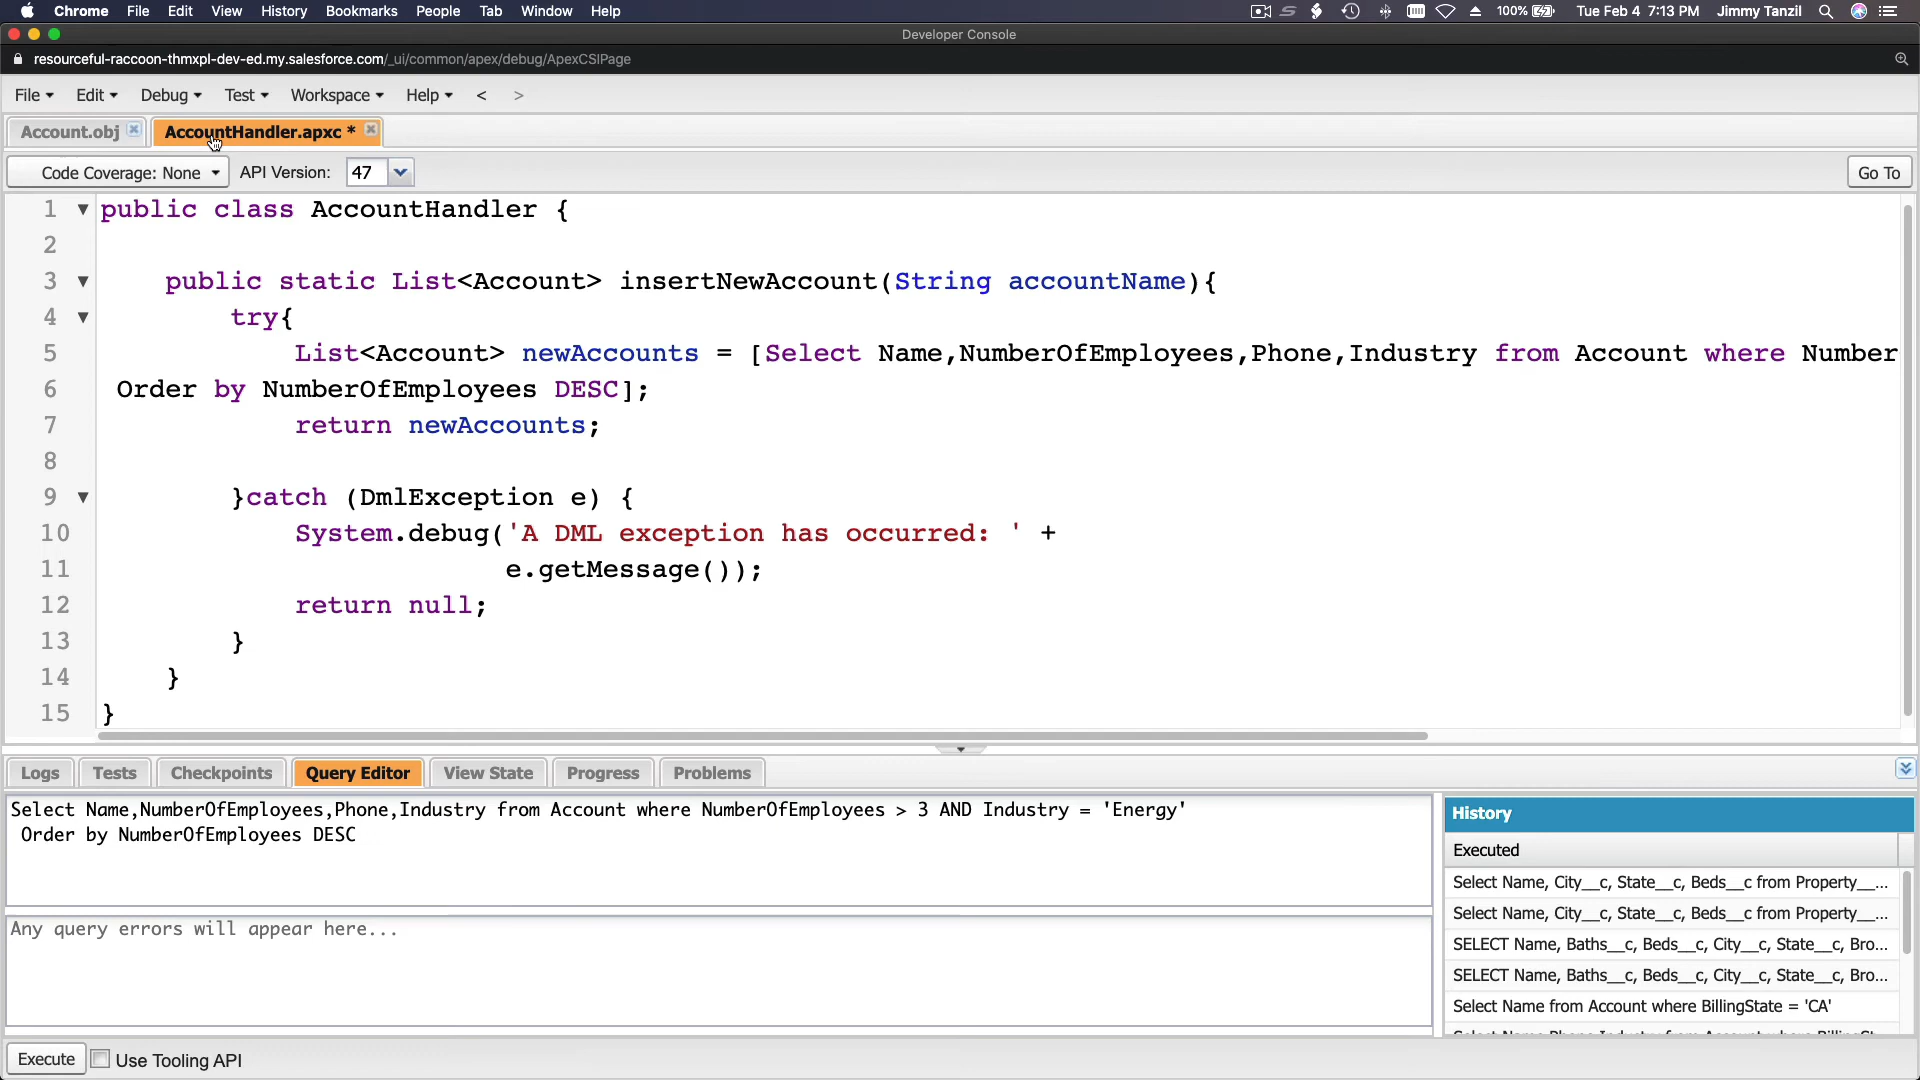 Chrome File Edit View History Bookmarks People Tab Window Help 100% Tue Feb 4 7:13 PM Jimmy Tanzil
Developer Console
resourceful-raccoon-thmxpl-dev-ed.my.salesforce.com/_ui/common/apex/debug/ApexCSIPage
File Edit Debug Test Workspace Help < >
Account.obj AccountHandler.apxc *
Code Coverage: None API Version: 47 Go To
1 public class AccountHandler {
2
3 public static List<Account> insertNewAccount(String accountName){
4 try{
5 List<Account> newAccounts = [Select Name,NumberOfEmployees,Phone,Industry from Account where Number
6 Order by NumberOfEmployees DESC];
7 return newAccounts;
8
9 }catch (DmlException e) {
10 System.debug('A DML exception has occurred: ' +
11 e.getMessage());
12 return null;
13 }
14 }
15 }
Logs Tests Checkpoints Query Editor View State Progress Problems
Select Name,NumberOfEmployees,Phone,Industry from Account where NumberOfEmployees > 3 AND Industry = 'Energy'
Order by NumberOfEmployees DESC
Any query errors will appear here...
History
Executed
Select Name, City__c, State__c, Beds__c from Property__...
Select Name, City__c, State__c, Beds__c from Property__...
SELECT Name, Baths__c, Beds__c, City__c, State__c, Bro...
SELECT Name, Baths__c, Beds__c, City__c, State__c, Bro...
Select Name from Account where BillingState = 'CA'
Execute Use Tooling API